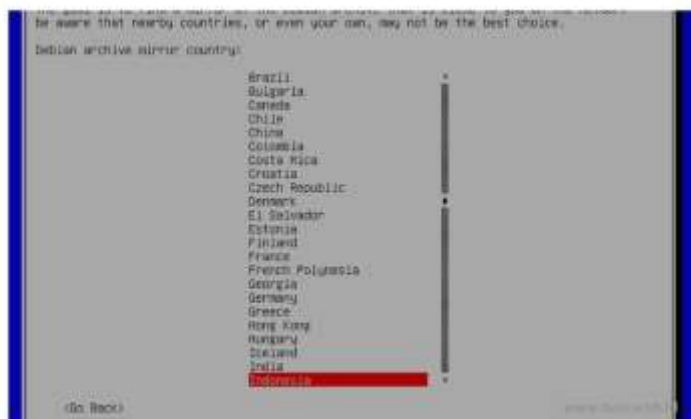 be aware that nearby countries, or even your own, may not be the best choice.
Debian archive mirror country:
Brazil
Bulgaria
Canada
Chile
China
Colombia
Costa Rica
Croatia
Czech Republic
Denmark
El Salvador
Estonia
Finland
France
French Polynesia
Georgia
Germany
Greece
Hong Kong
Hungary
Iceland
India
Indonesia
<Go Back>